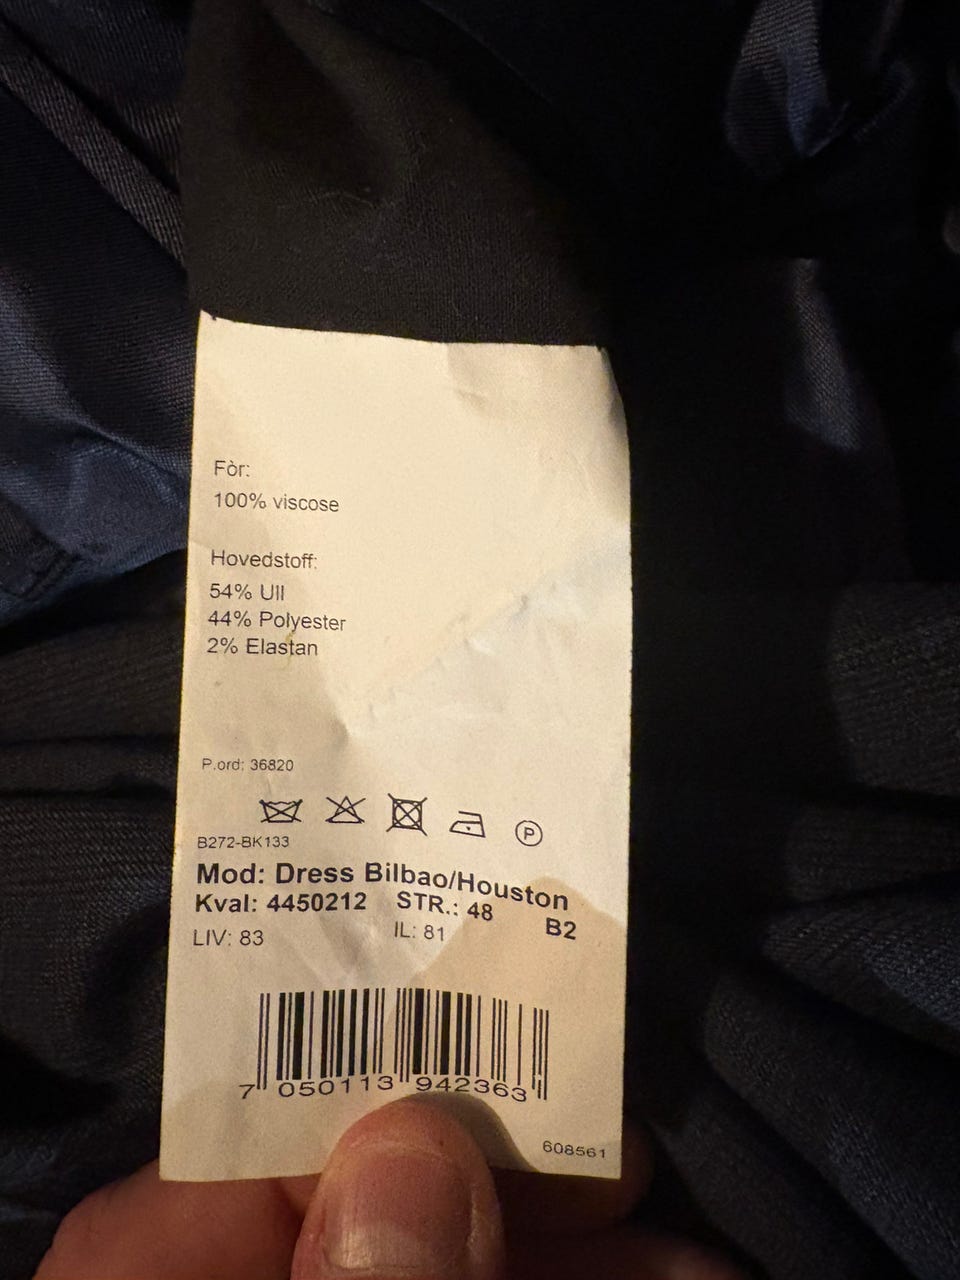 Fòr:
100% viscose
Hovedstoff:
54% Ull
44% Polyester
2% Elastan
P.ord: 36820
P
B272-BK133
Mod: Dress Bilbao/Houston
Kval: 4450212 STR.: 48 B2
LIV: 83 IL: 81
7 050113 942363
608561